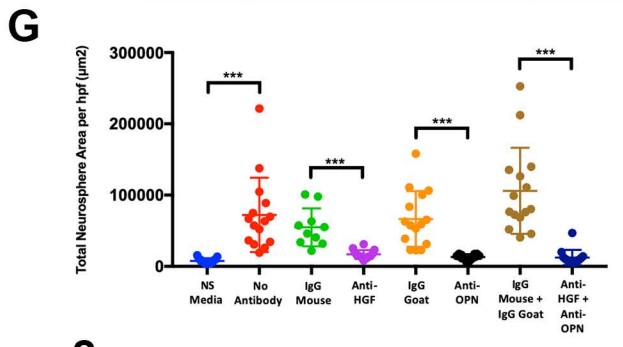 G
Total Neurosphere Area per hpf (µm2)
300000
200000
100000
0
***
***
***
***
NS
Media
No
Antibody
IgG
Mouse
Anti-
HGF
IgG
Goat
Anti-
OPN
IgG
Mouse +
IgG Goat
Anti-
HGF +
Anti-
OPN